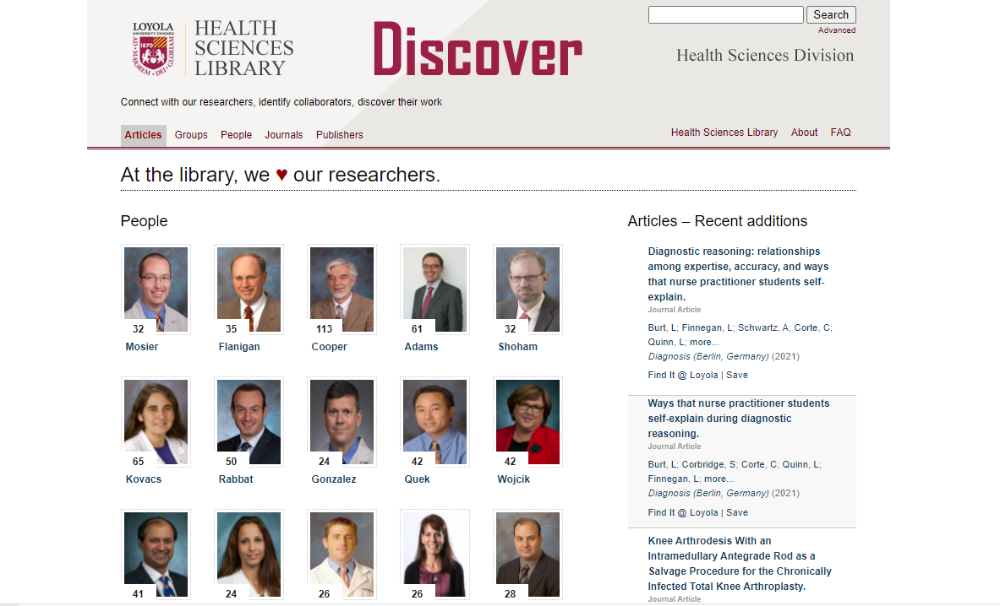 LOYOLA
UNIVERSITY CHICAGO
1870
AD • MAJOREM • DEI • GLORIAM
HEALTH
SCIENCES
LIBRARY
Discover
Search
Advanced
Health Sciences Division
Connect with our researchers, identify collaborators, discover their work
Articles Groups People Journals Publishers
Health Sciences Library About FAQ
At the library, we ♥ our researchers.
People
32 35 113 61 32
Mosier Flanigan Cooper Adams Shoham
65 50 24 42 42
Kovacs Rabbat Gonzalez Quek Wojcik
41 24 26 26 28
Articles – Recent additions
Diagnostic reasoning: relationships
among expertise, accuracy, and ways
that nurse practitioner students self-
explain.
Journal Article
Burt, L; Finnegan, L; Schwartz, A; Corte, C;
Quinn, L; more...
Diagnosis (Berlin, Germany) (2021)
Find It @ Loyola | Save
Ways that nurse practitioner students
self-explain during diagnostic
reasoning.
Journal Article
Burt, L; Corbridge, S; Corte, C; Quinn, L;
Finnegan, L; more...
Diagnosis (Berlin, Germany) (2021)
Find It @ Loyola | Save
Knee Arthrodesis With an
Intramedullary Antegrade Rod as a
Salvage Procedure for the Chronically
Infected Total Knee Arthroplasty.
Journal Article